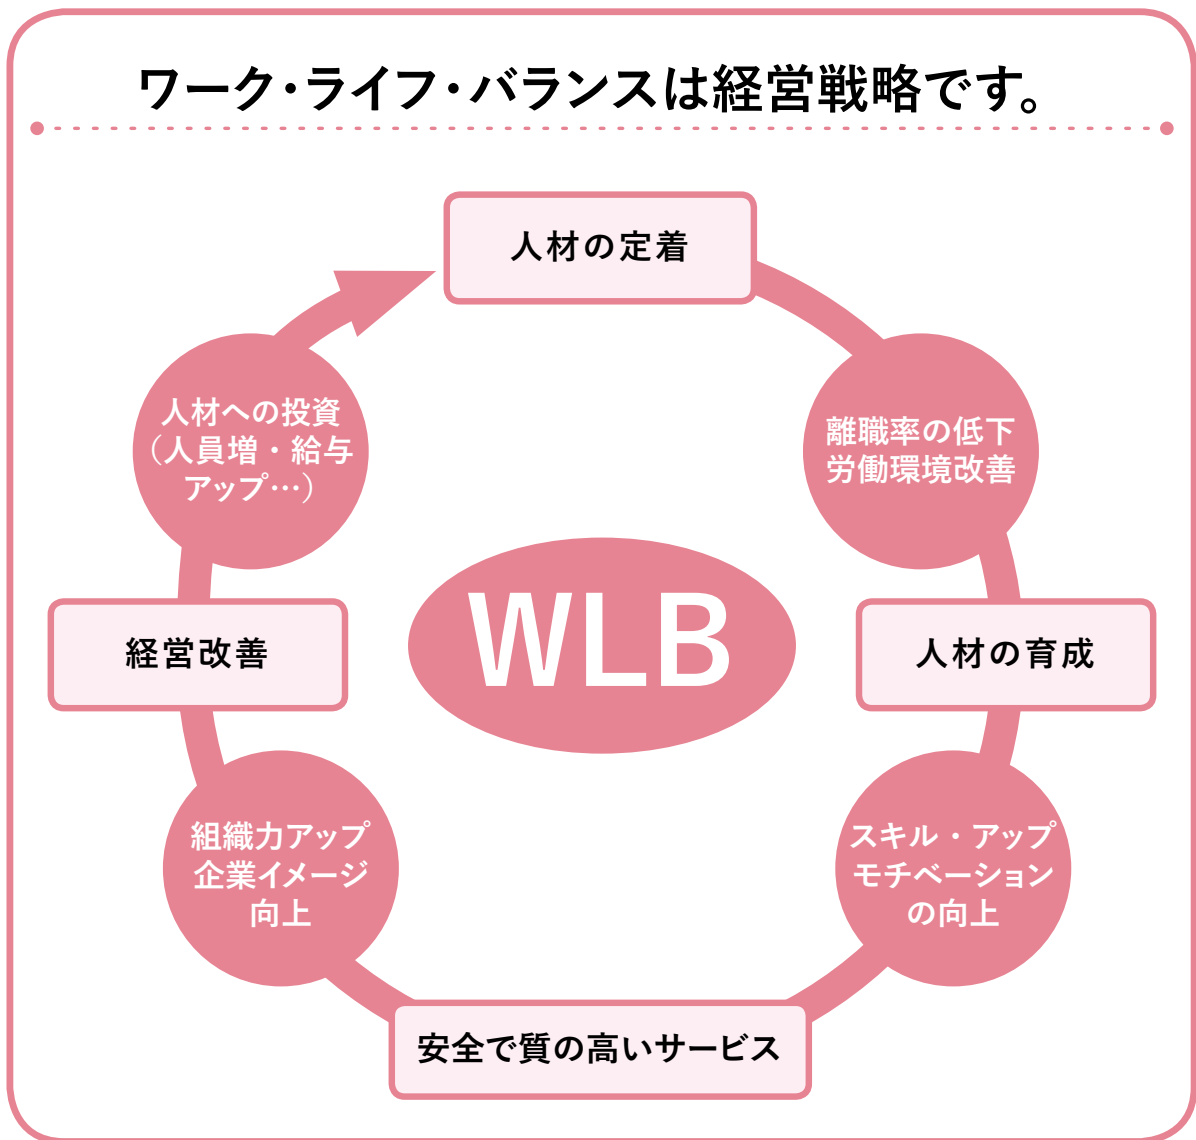 ワーク・ライフ・バランスは経営戦略です。
人材の定着
離職率の低下
労働環境改善
人材の育成
スキル・アップ
モチベーション
の向上
安全で質の高いサービス
組織力アップ
企業イメージ
向上
経営改善
人材への投資
（人員増・給与
アップ…）
WLB